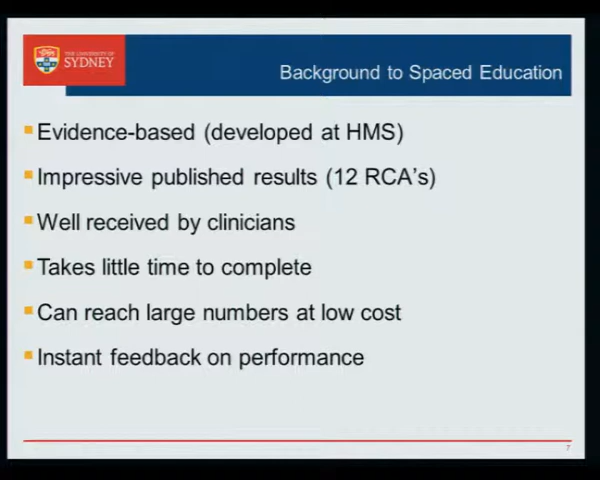 THE UNIVERSITY OF
SYDNEY
Background to Spaced Education
Evidence-based (developed at HMS)
Impressive published results (12 RCA's)
Well received by clinicians
Takes little time to complete
Can reach large numbers at low cost
Instant feedback on performance
7